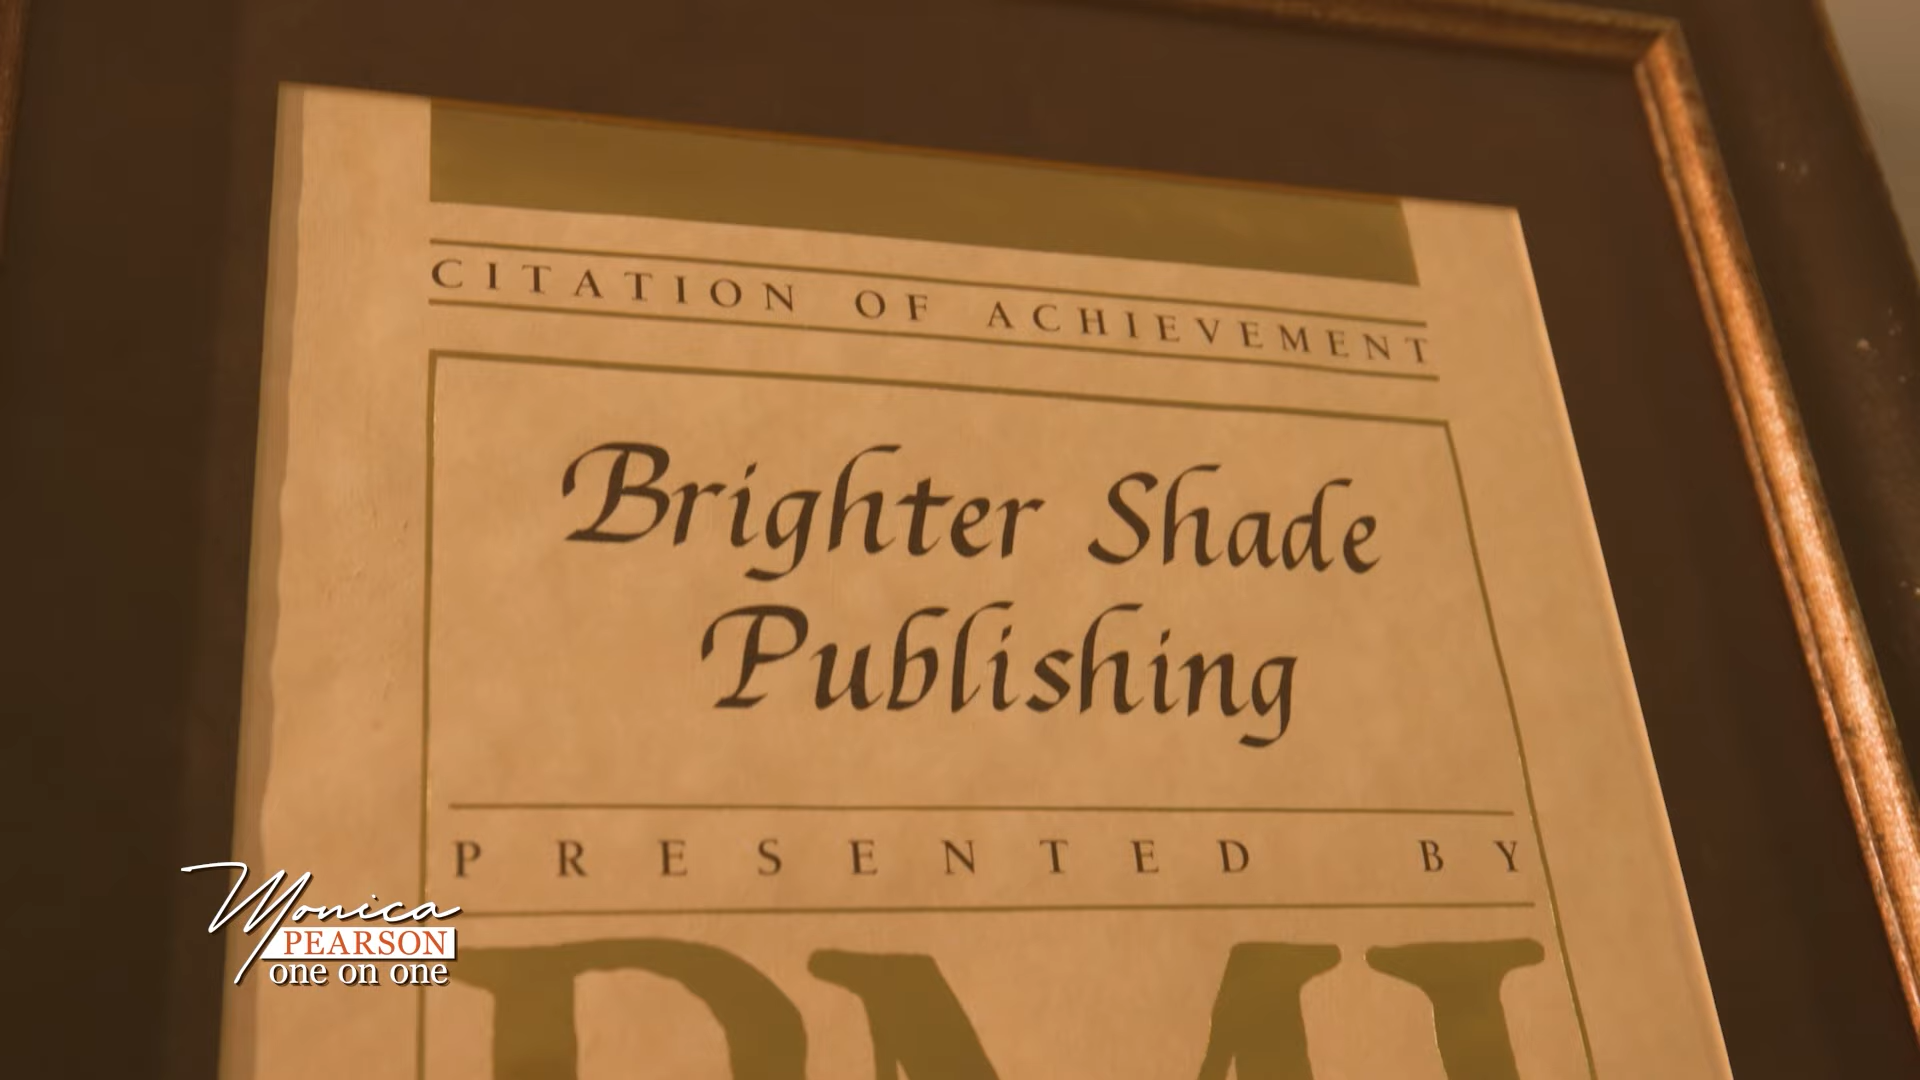 CITATION OF ACHIEVEMENT
Brighter Shade
Publishing
PRESENTED BY
Monica
PEARSON
one on one